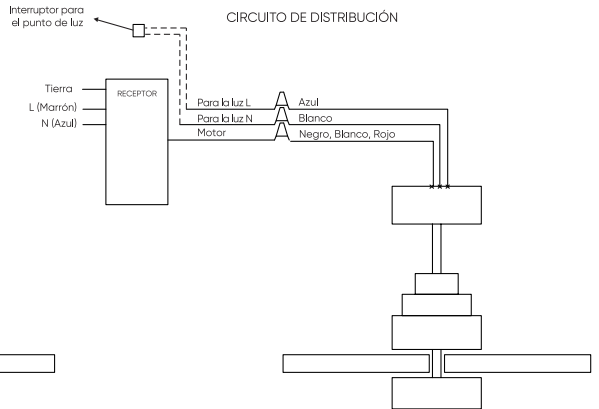 Interruptor para
el punto de luz
CIRCUITO DE DISTRIBUCIÓN
Tierra
L (Marrón)
N (Azul)
RECEPTOR
Para la luz L
Azul
Para la luz N
Blanco
Motor
Negro, Blanco, Rojo